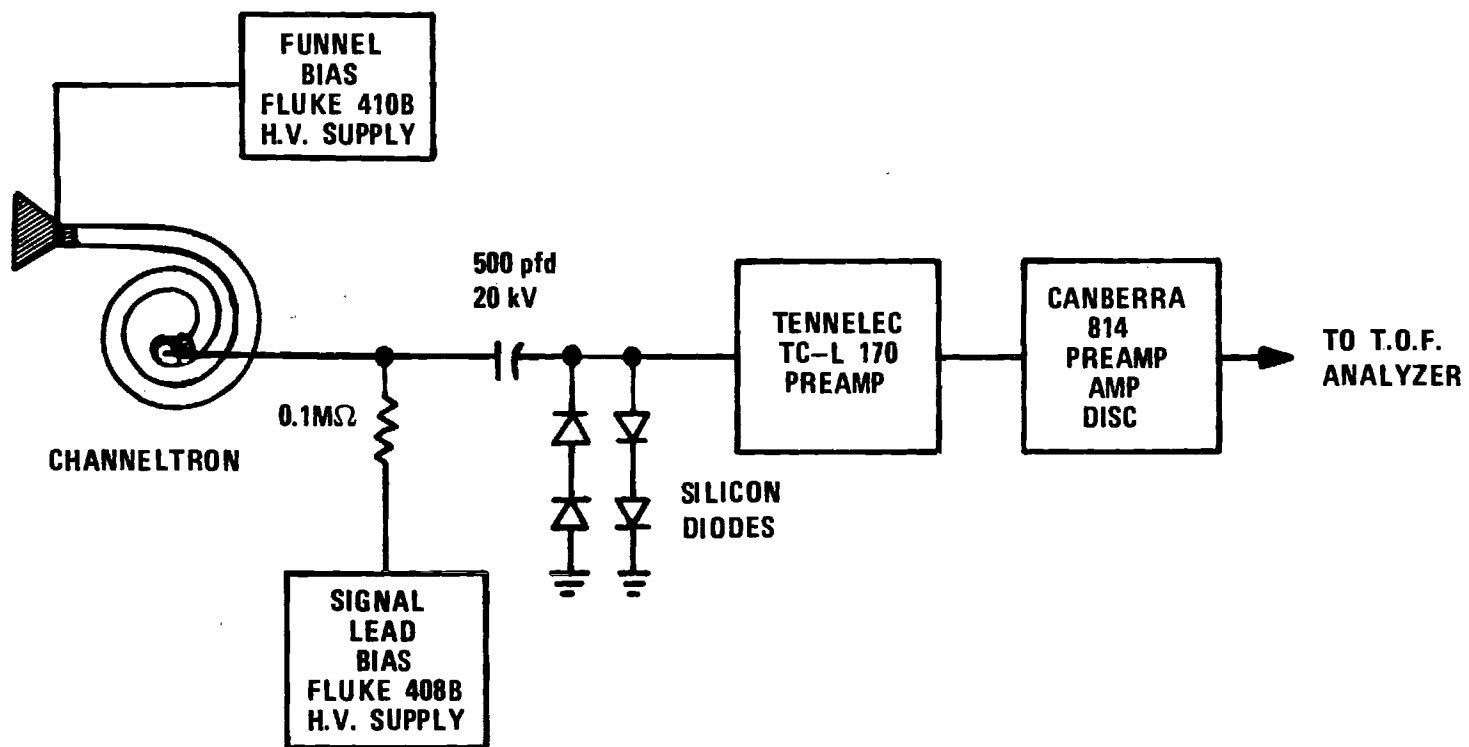 FUNNEL
BIAS
FLUKE 410B
H.V. SUPPLY
500 pfd
20 kV
TENNELEC
TC-L 170
PREAMP
CANBERRA
814
PREAMP
AMP
DISC
TO T.O.F.
ANALYZER
0.1MΩ
CHANNELTRON
SILICON
DIODES
SIGNAL
LEAD
BIAS
FLUKE 408B
H.V. SUPPLY